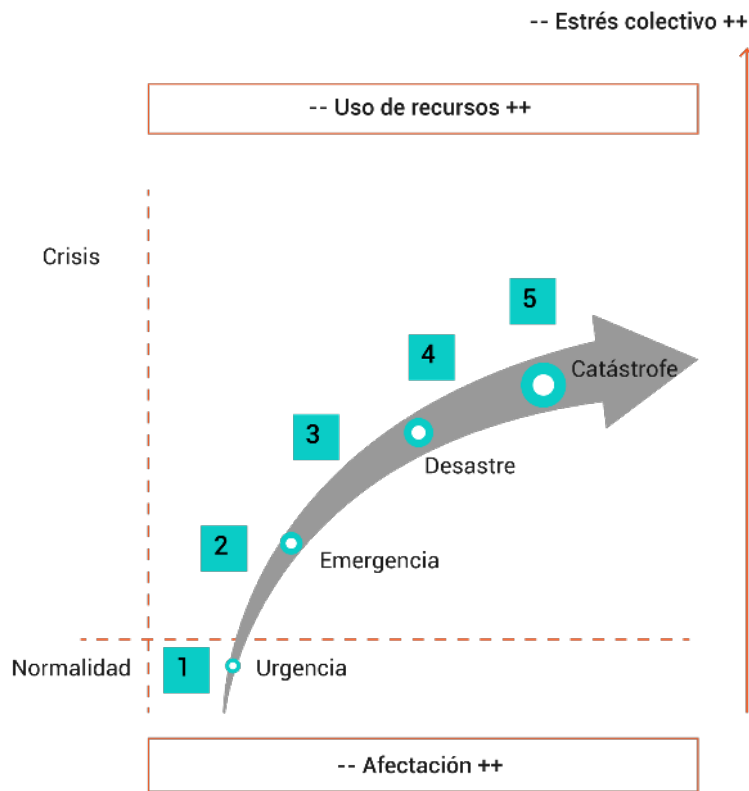 -- Estrés colectivo ++
-- Uso de recursos ++
Crisis
5
4
Catástrofe
3
Desastre
2
Emergencia
Normalidad
1
Urgencia
-- Afectación ++